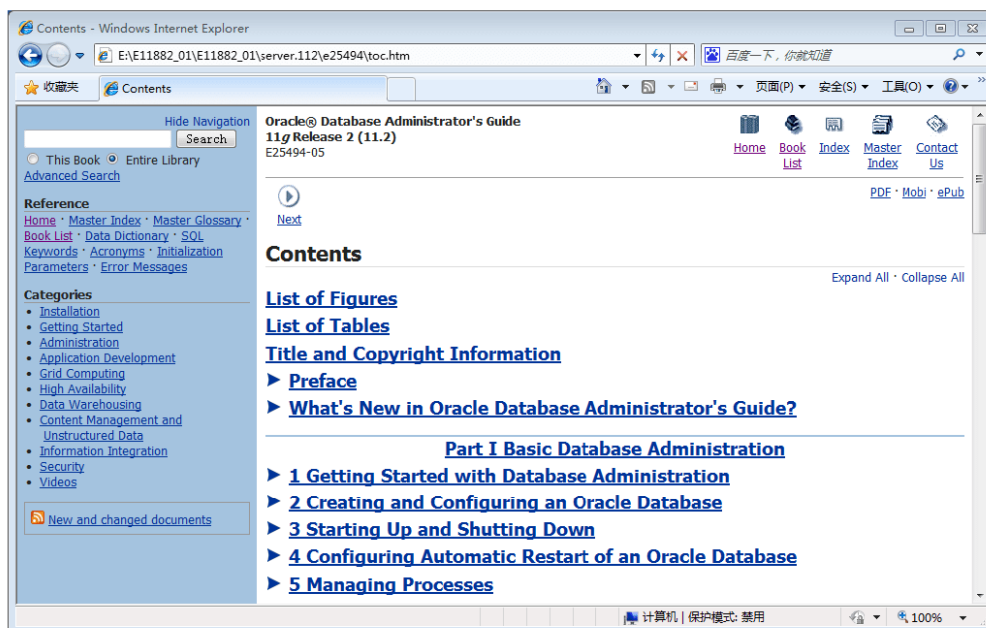 Contents - Windows Internet Explorer
E:\E11882_01\E11882_01\server.112\e25494\toc.htm
百度一下，你就知道
收藏夹
Contents
页面(P)
安全(S)
工具(O)
Hide Navigation
Search
This Book
Entire Library
Advanced Search
Reference
Home · Master Index · Master Glossary ·
Book List · Data Dictionary · SQL
Keywords · Acronyms · Initialization
Parameters · Error Messages
Categories
• Installation
• Getting Started
• Administration
• Application Development
• Grid Computing
• High Availability
• Data Warehousing
• Content Management and
Unstructured Data
• Information Integration
• Security
• Videos
New and changed documents
Oracle® Database Administrator's Guide
11g Release 2 (11.2)
E25494-05
Home
Book
List
Index
Master
Index
Contact
Us
Next
PDF · Mobi · ePub
Contents
Expand All · Collapse All
List of Figures
List of Tables
Title and Copyright Information
Preface
What's New in Oracle Database Administrator's Guide?
Part I Basic Database Administration
1 Getting Started with Database Administration
2 Creating and Configuring an Oracle Database
3 Starting Up and Shutting Down
4 Configuring Automatic Restart of an Oracle Database
5 Managing Processes
计算机 | 保护模式: 禁用
100%